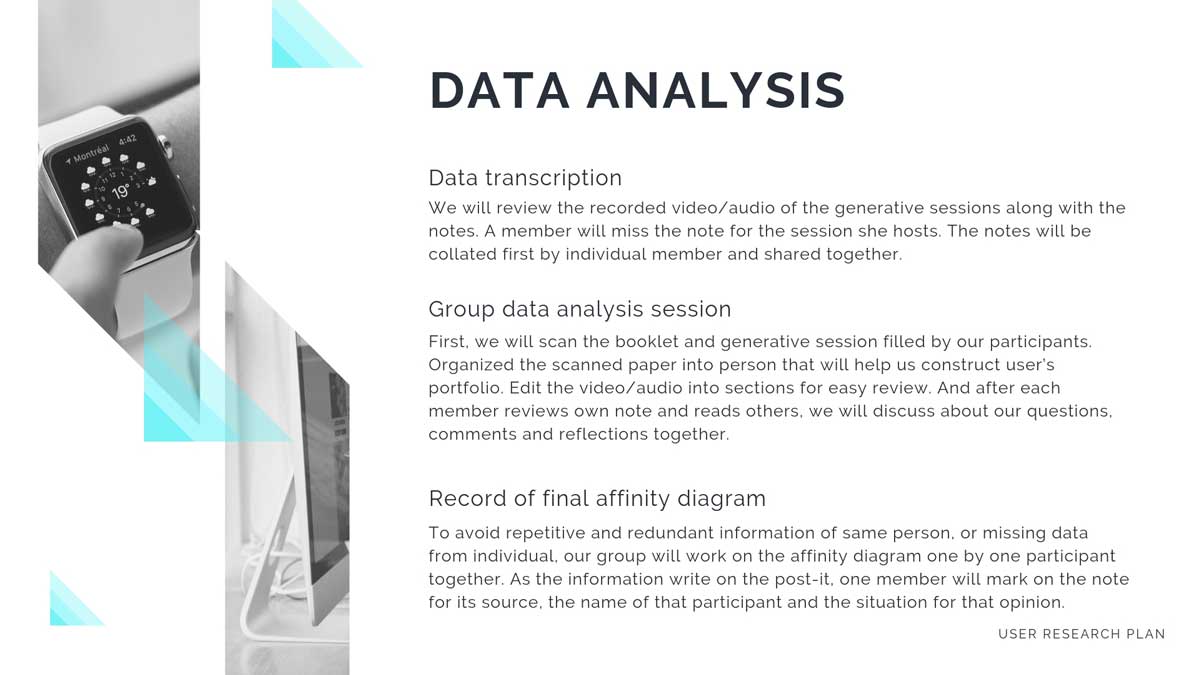 Montréal 4:42
19°
DATA ANALYSIS
Data transcription
We will review the recorded video/audio of the generative sessions along with the
notes. A member will miss the note for the session she hosts. The notes will be
collated first by individual member and shared together.
Group data analysis session
First, we will scan the booklet and generative session filled by our participants.
Organized the scanned paper into person that will help us construct user's
portfolio. Edit the video/audio into sections for easy review. And after each
member reviews own note and reads others, we will discuss about our questions,
comments and reflections together.
Record of final affinity diagram
To avoid repetitive and redundant information of same person, or missing data
from individual, our group will work on the affinity diagram one by one participant
together. As the information write on the post-it, one member will mark on the note
for its source, the name of that participant and the situation for that opinion.
USER RESEARCH PLAN